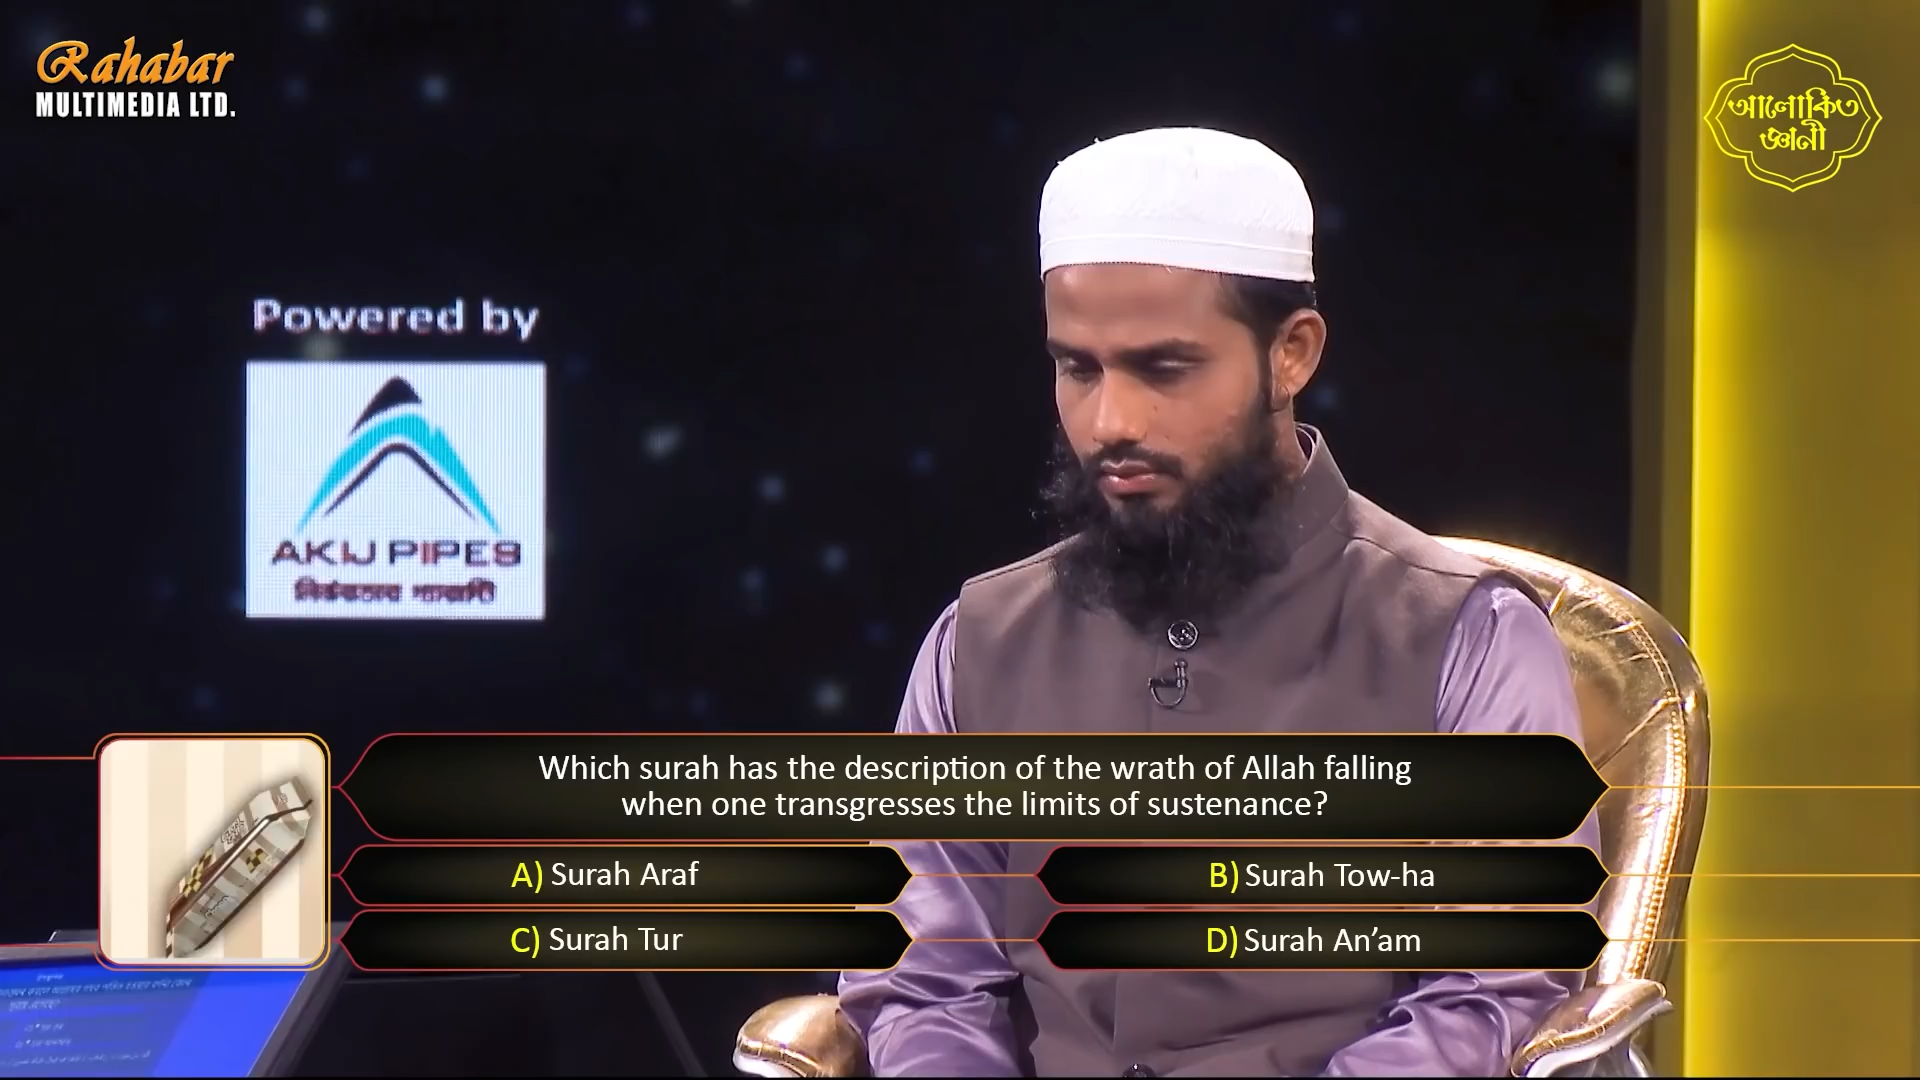 Rahabar
MULTIMEDIA LTD.
আলোকিত
জ্ঞানী
Powered by
AKIJ PIPES
Which surah has the description of the wrath of Allah falling
when one transgresses the limits of sustenance?
A) Surah Araf
B) Surah Tow-ha
C) Surah Tur
D) Surah An’am